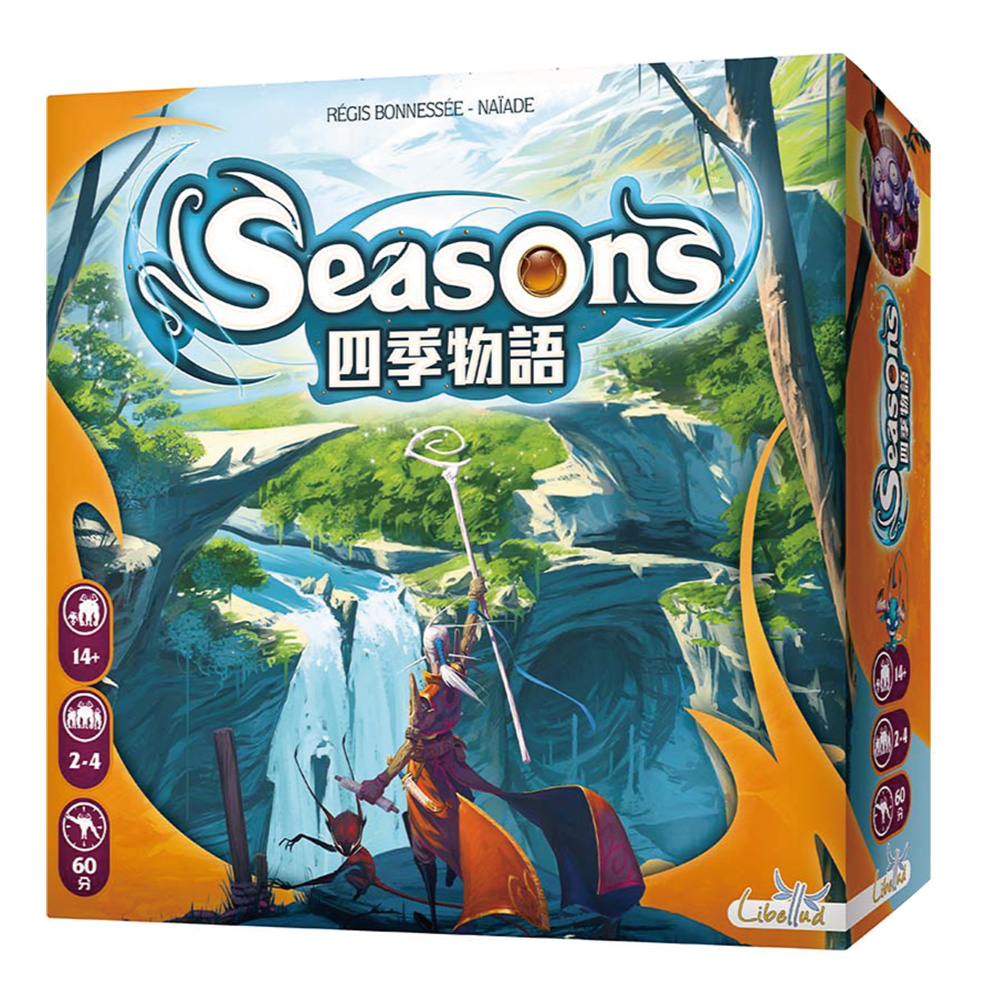 RÉGIS BONNESSÉE - NAÏADE
Seasons
四季物語
14+
2-4
60
分
Libellud
Seasons
四季物語
14+
2-4
60
分
Libellud